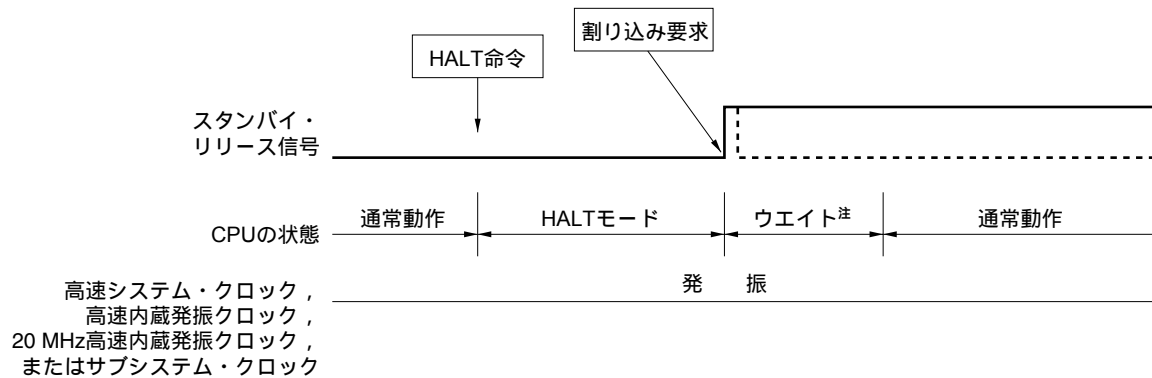 割り込み要求
HALT命令
スタンバイ・
リリース信号
CPUの状態
通常動作
HALTモード
ウエイト注
通常動作
高速システム・クロック，
高速内蔵発振クロック，
20 MHz高速内蔵発振クロック，
またはサブシステム・クロック
発　振